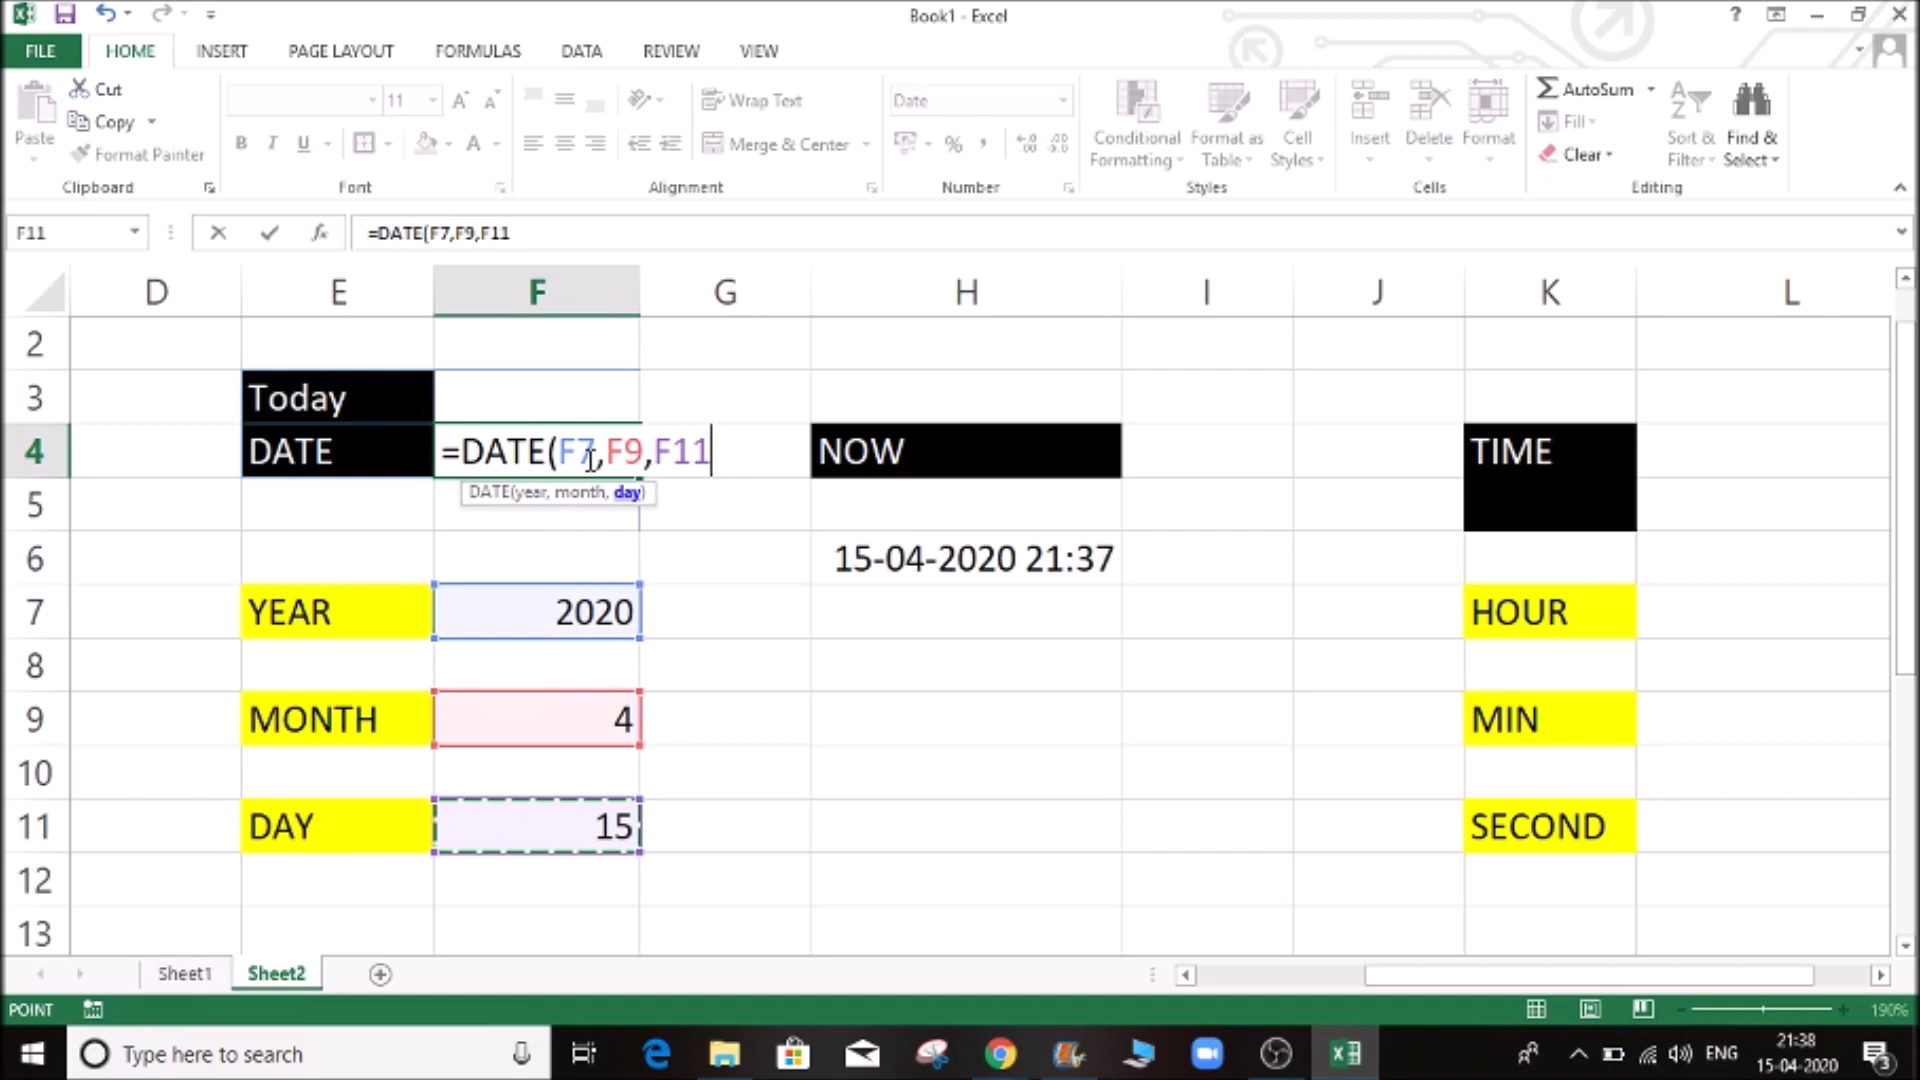 Book1 - Excel
FILE HOME INSERT PAGE LAYOUT FORMULAS DATA REVIEW VIEW
Paste
Cut
Copy
Format Painter
Clipboard
11
B I U
Font
Wrap Text
Merge & Center
Alignment
Date
%
Number
Conditional Formatting
Format as Table
Cell Styles
Styles
Insert
Delete
Format
Cells
AutoSum
Fill
Clear
Sort & Filter
Find & Select
Editing
F11
fx
=DATE(F7,F9,F11
D E F G H I J K L
2
3 Today
4 DATE =DATE(F7,F9,F11 NOW TIME
DATE(year, month, day)
5
6 15-04-2020 21:37
7 YEAR 2020 HOUR
8
9 MONTH 4 MIN
10
11 DAY 15 SECOND
12
13
Sheet1 Sheet2
POINT
190%
Type here to search
ENG
21:38
15-04-2020
3